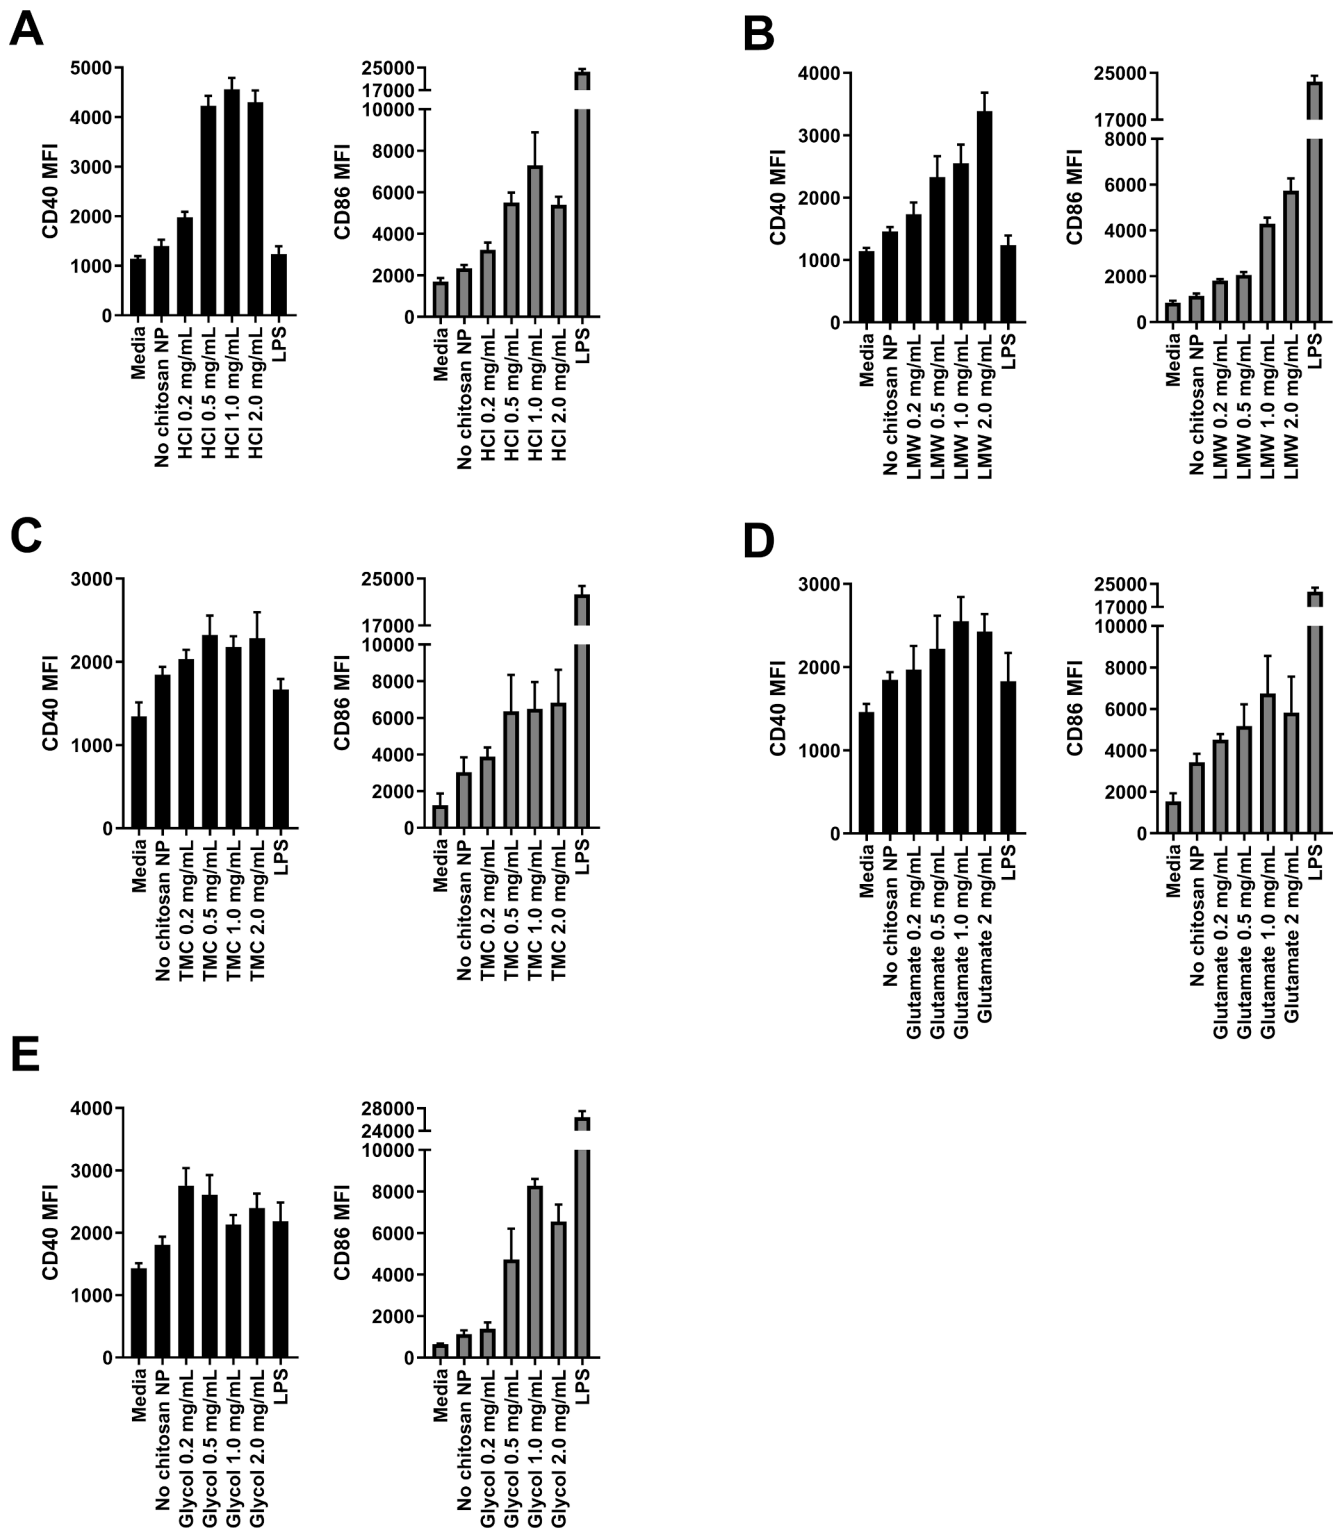 A
CD40 MFI
5000
4000
3000
2000
1000
0
Media
No chitosan NP
HCl 0.2 mg/mL
HCl 0.5 mg/mL
HCl 1.0 mg/mL
HCl 2.0 mg/mL
LPS
CD86 MFI
25000
17000
10000
8000
6000
4000
2000
0
Media
No chitosan NP
HCl 0.2 mg/mL
HCl 0.5 mg/mL
HCl 1.0 mg/mL
HCl 2.0 mg/mL
LPS
B
CD40 MFI
4000
3000
2000
1000
0
Media
No chitosan NP
LMW 0.2 mg/mL
LMW 0.5 mg/mL
LMW 1.0 mg/mL
LMW 2.0 mg/mL
LPS
CD86 MFI
25000
17000
8000
6000
4000
2000
0
Media
No chitosan NP
LMW 0.2 mg/mL
LMW 0.5 mg/mL
LMW 1.0 mg/mL
LMW 2.0 mg/mL
LPS
C
CD40 MFI
3000
2000
1000
0
Media
No chitosan NP
TMC 0.2 mg/mL
TMC 0.5 mg/mL
TMC 1.0 mg/mL
TMC 2.0 mg/mL
LPS
CD86 MFI
25000
17000
10000
8000
6000
4000
2000
0
Media
No chitosan NP
TMC 0.2 mg/mL
TMC 0.5 mg/mL
TMC 1.0 mg/mL
TMC 2.0 mg/mL
LPS
D
CD40 MFI
3000
2000
1000
0
Media
No chitosan NP
Glutamate 0.2 mg/mL
Glutamate 0.5 mg/mL
Glutamate 1.0 mg/mL
Glutamate 2 mg/mL
LPS
CD86 MFI
25000
17000
10000
8000
6000
4000
2000
0
Media
No chitosan NP
Glutamate 0.2 mg/mL
Glutamate 0.5 mg/mL
Glutamate 1.0 mg/mL
Glutamate 2 mg/mL
LPS
E
CD40 MFI
4000
3000
2000
1000
0
Media
No chitosan NP
Glycol 0.2 mg/mL
Glycol 0.5 mg/mL
Glycol 1.0 mg/mL
Glycol 2.0 mg/mL
LPS
CD86 MFI
28000
24000
10000
8000
6000
4000
2000
0
Media
No chitosan NP
Glycol 0.2 mg/mL
Glycol 0.5 mg/mL
Glycol 1.0 mg/mL
Glycol 2.0 mg/mL
LPS